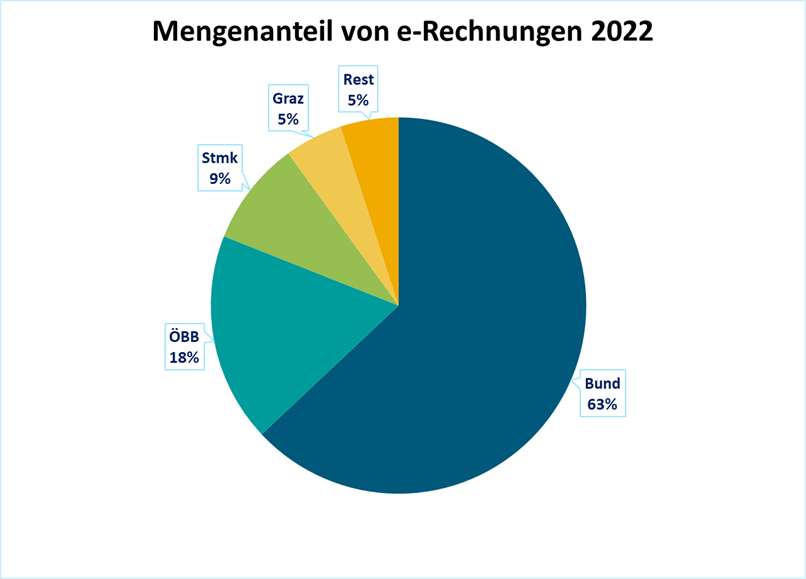 Mengenanteil von e-Rechnungen 2022
Rest
5%
Graz
5%
Stmk
9%
ÖBB
18%
Bund
63%